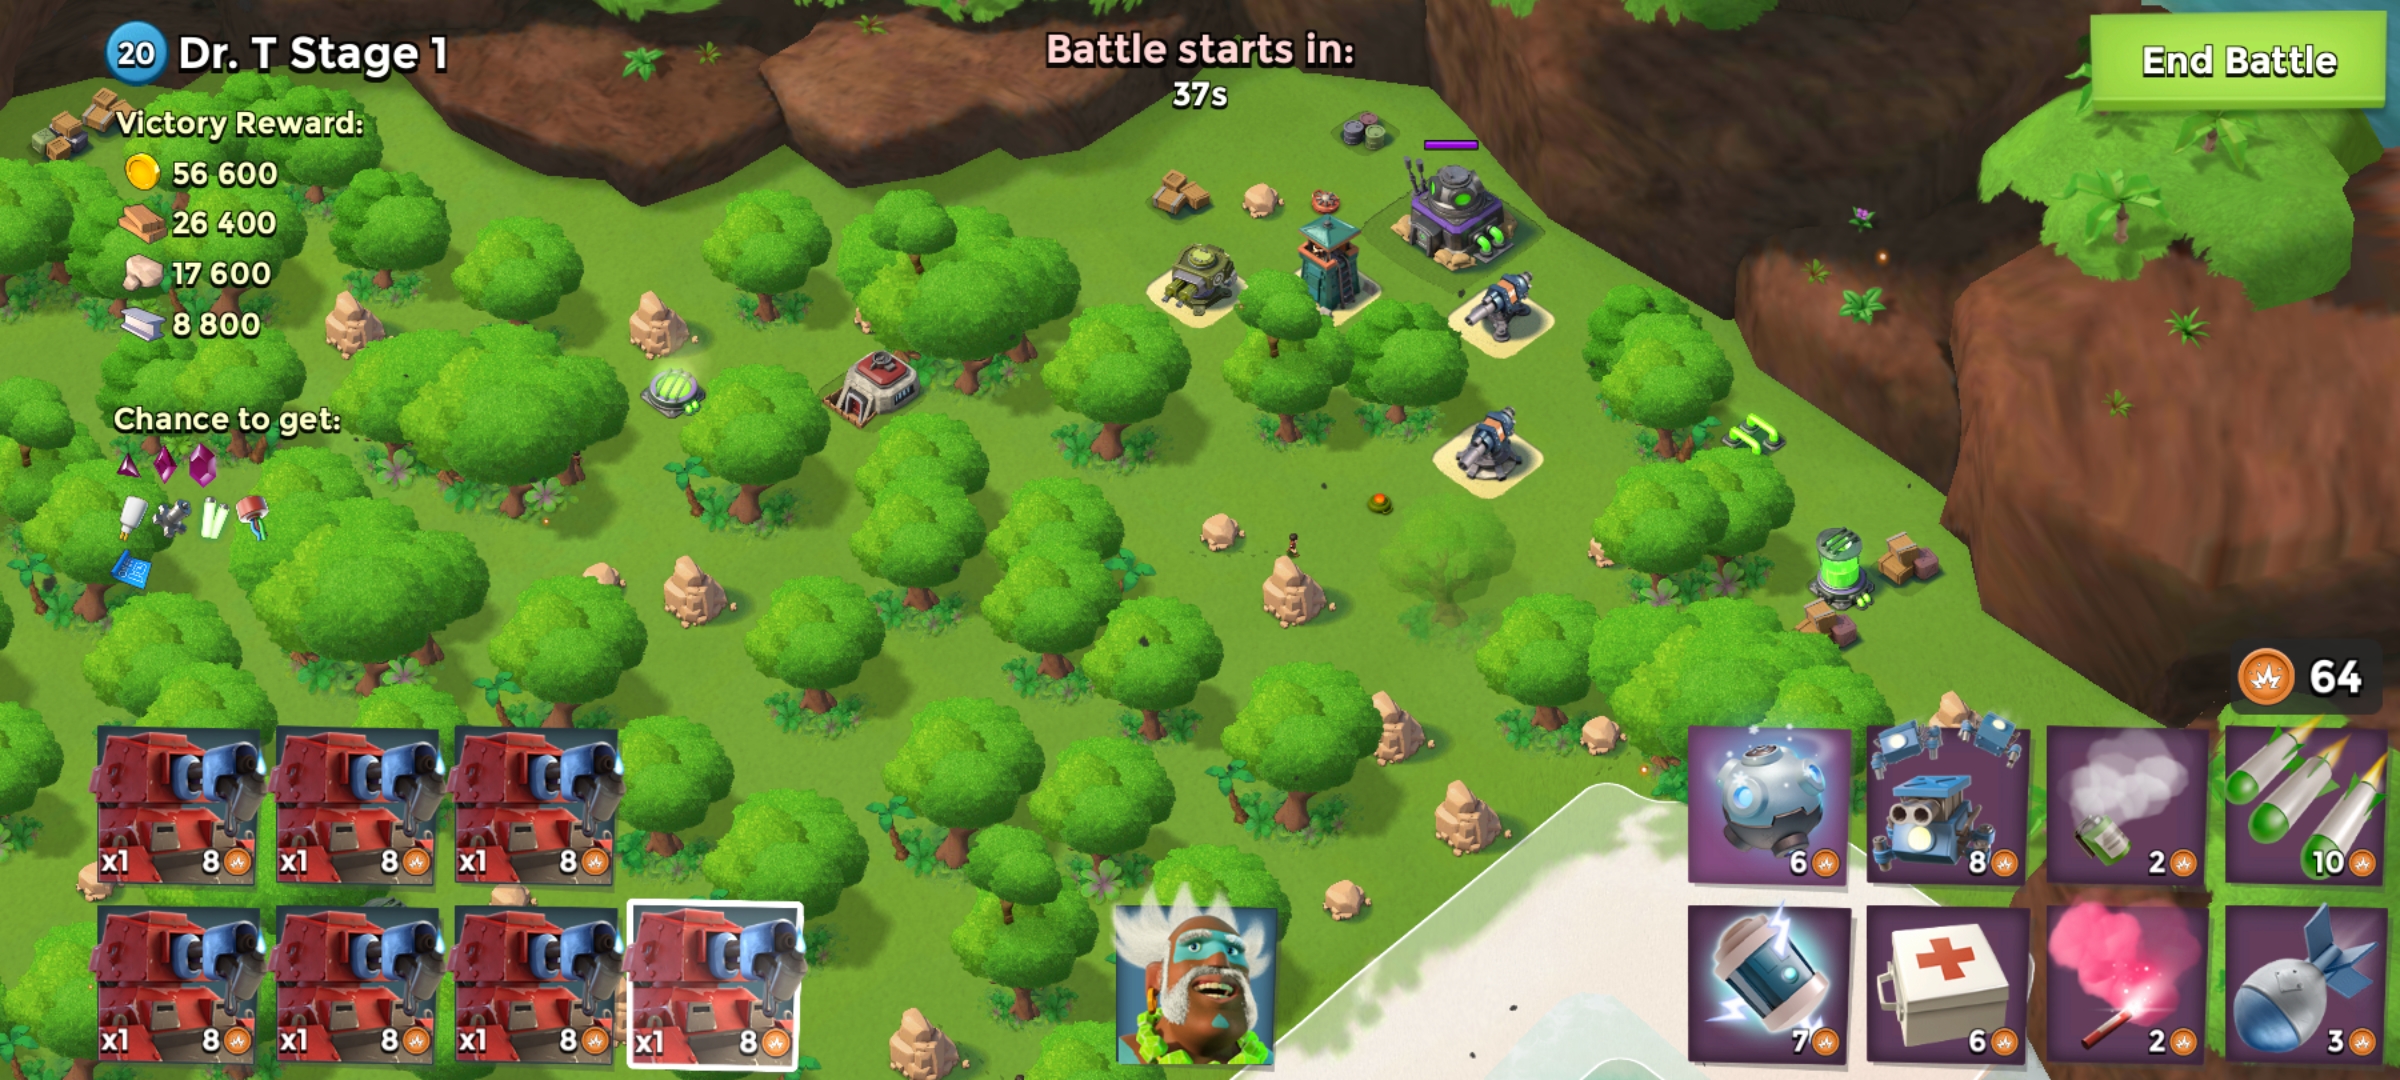 20 Dr. T Stage 1
Battle starts in:
37s
End Battle
Victory Reward:
56 600
26 400
17 600
8 800
Chance to get:
64
x1 8
x1 8
x1 8
6
8
2
10
x1 8
x1 8
x1 8
x1 8
7
6
2
3